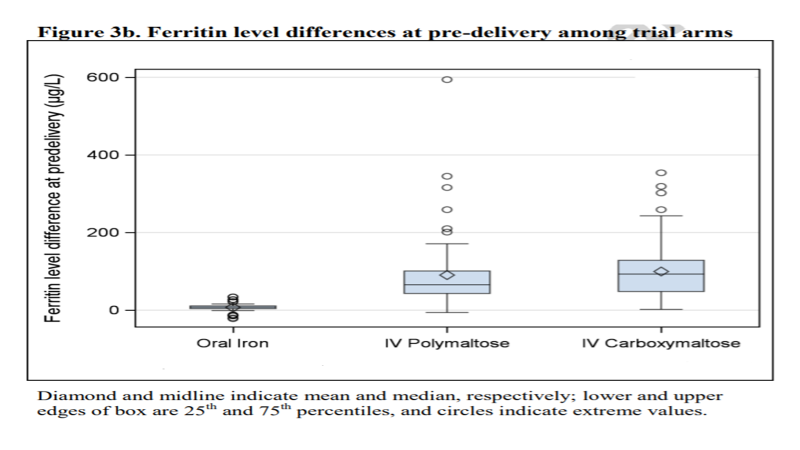 Figure 3b. Ferritin level differences at pre-delivery among trial arms
Ferritin level difference at predelivery (µg/L)
600
400
200
0
Oral Iron IV Polymaltose IV Carboxymaltose
Diamond and midline indicate mean and median, respectively; lower and upper
edges of box are 25th and 75th percentiles, and circles indicate extreme values.